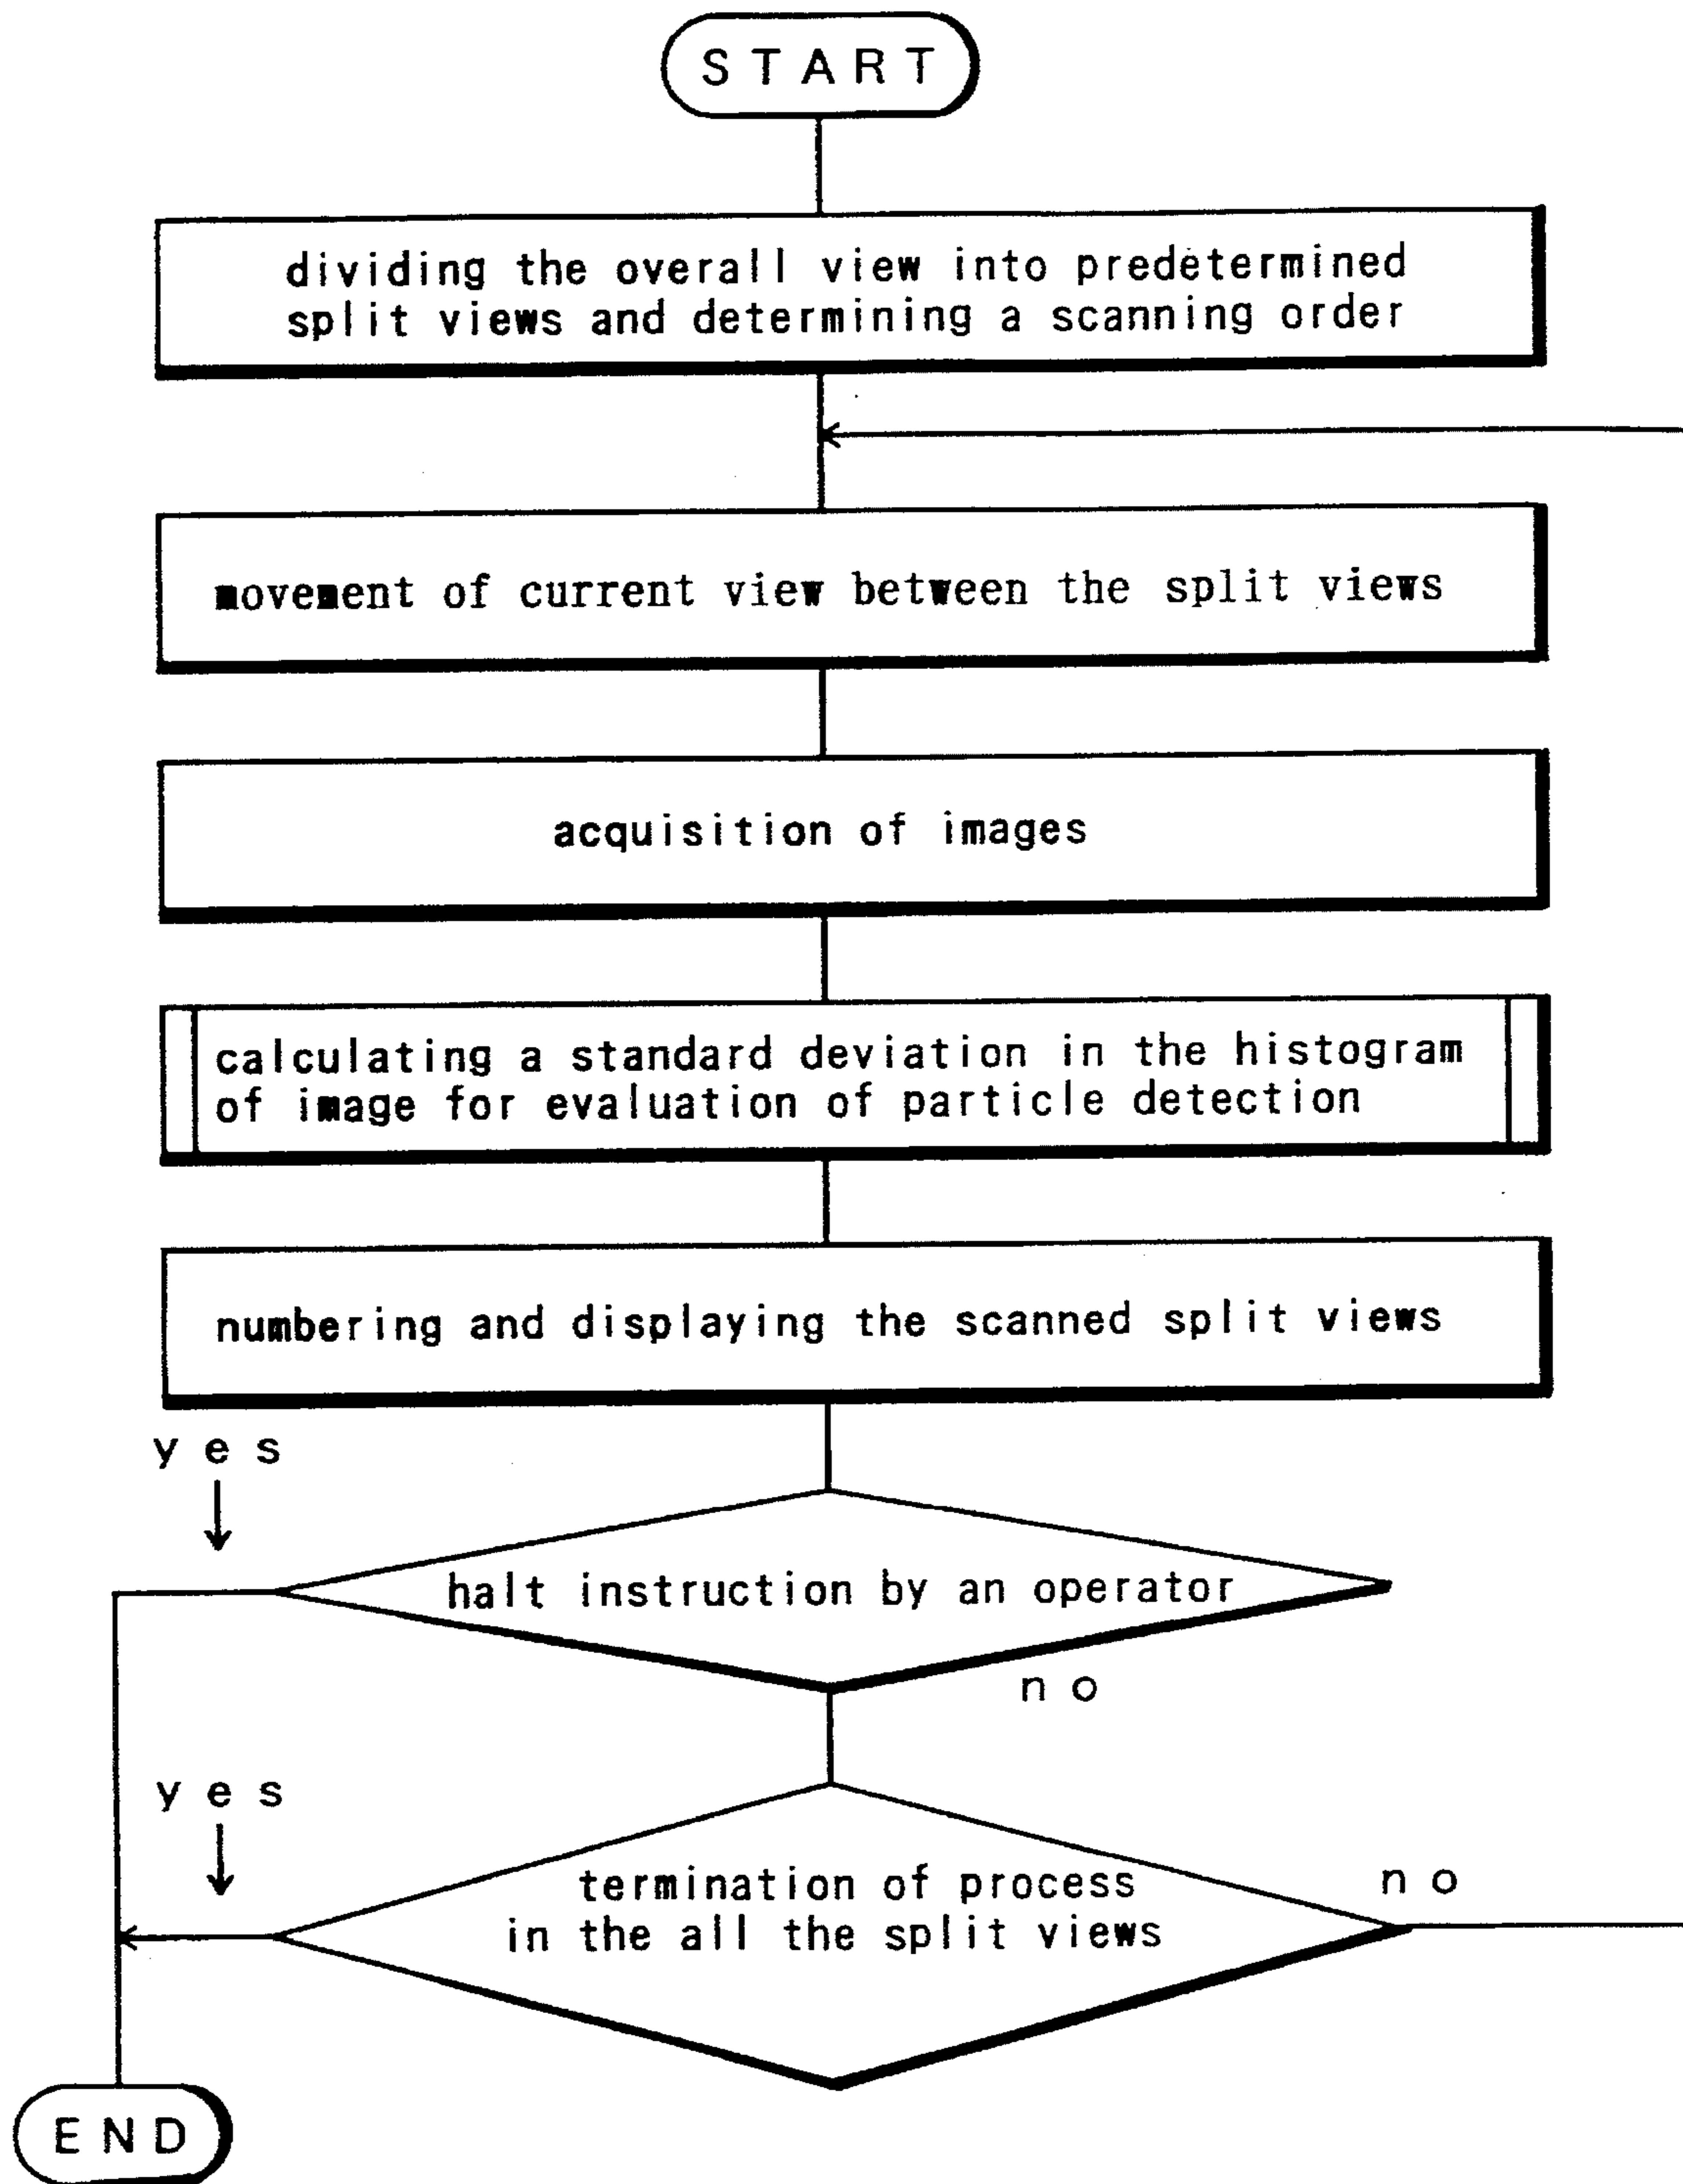 START
dividing the overall view into predetermined
split views and determining a scanning order
movement of current view between the split views
acquisition of images
calculating a standard deviation in the histogram
of image for evaluation of particle detection
numbering and displaying the scanned split views
yes
halt instruction by an operator
no
yes
termination of process
in the all the split views
no
END